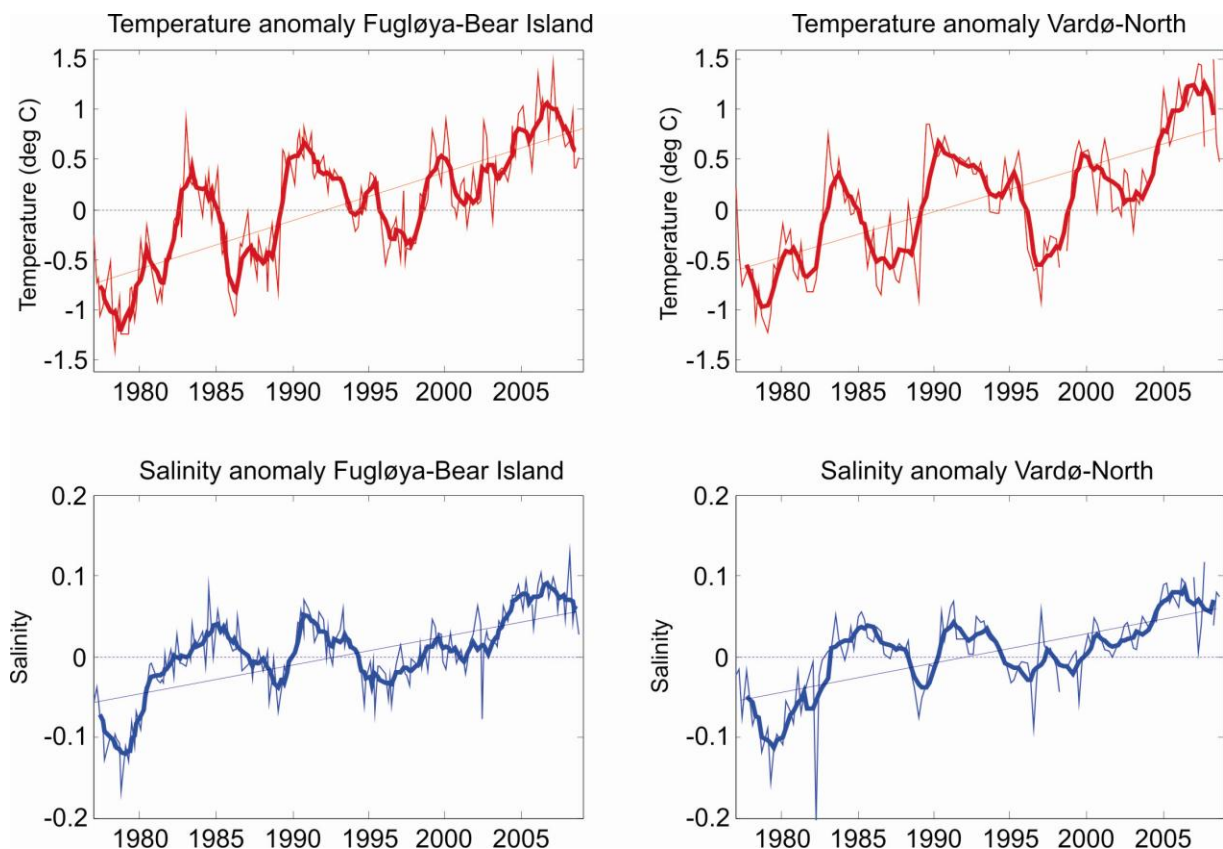 Temperature anomaly Fugløya-Bear Island
Temperature (deg C)
1.5
1
0.5
0
-0.5
-1
-1.5
1980 1985 1990 1995 2000 2005
Temperature anomaly Vardø-North
Temperature (deg C)
1.5
1
0.5
0
-0.5
-1
-1.5
1980 1985 1990 1995 2000 2005
Salinity anomaly Fugløya-Bear Island
Salinity
0.2
0.1
0
-0.1
-0.2
1980 1985 1990 1995 2000 2005
Salinity anomaly Vardø-North
Salinity
0.2
0.1
0
-0.1
-0.2
1980 1985 1990 1995 2000 2005